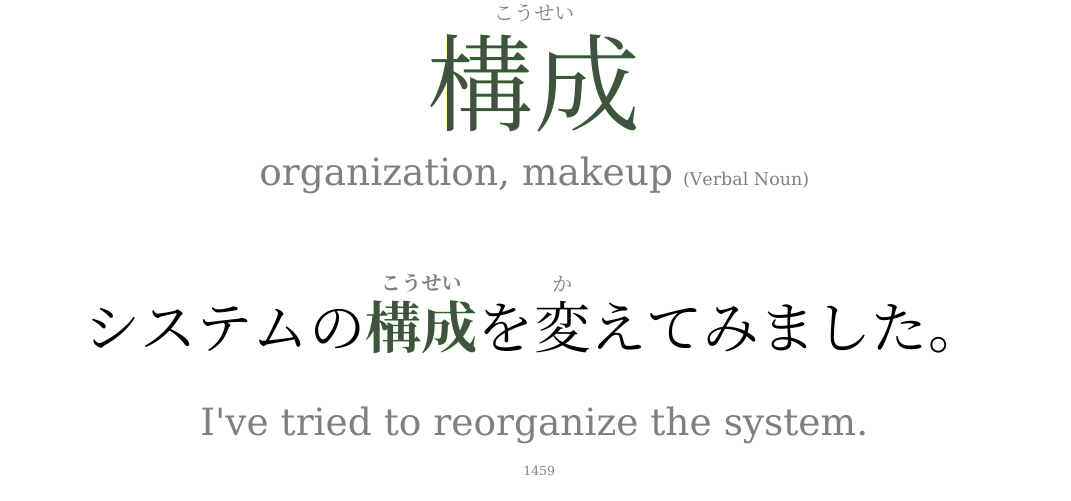 こうせい
構成
organization, makeup (Verbal Noun)
こうせい か
システムの構成を変えてみました。
I've tried to reorganize the system.
1459